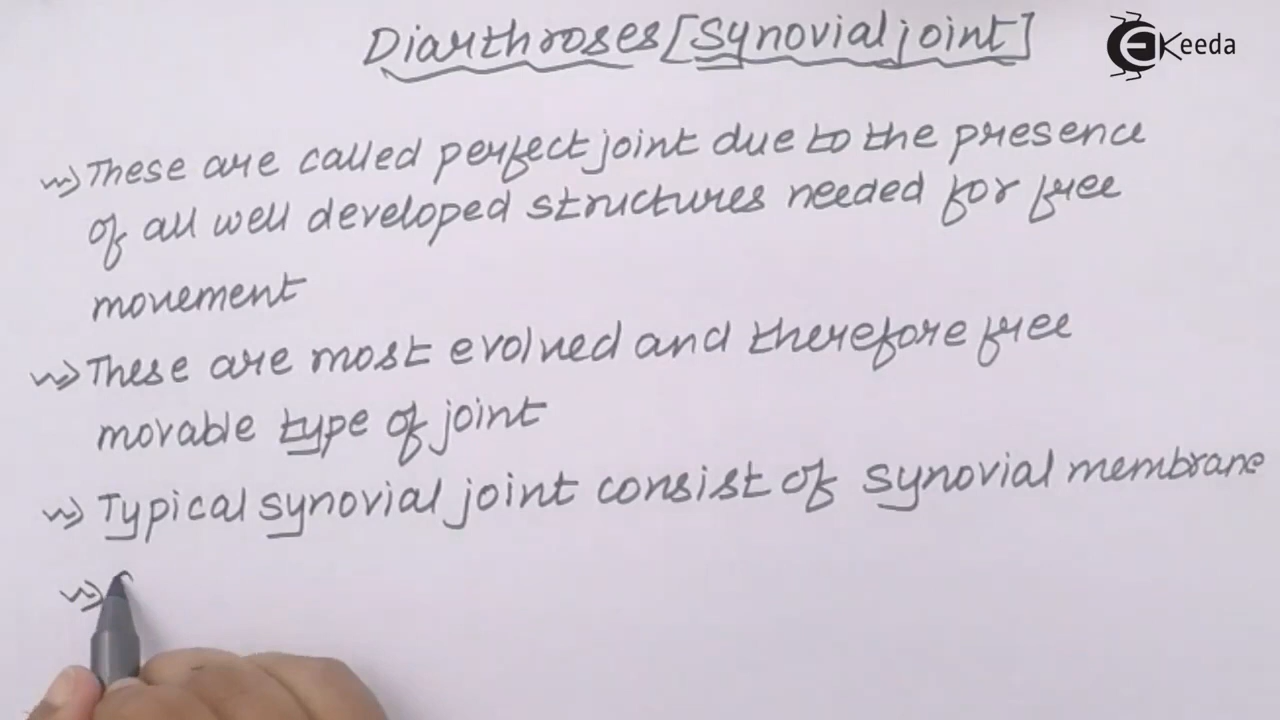 Diarthroses [Synovial joint]
EKeeda
These are called perfect joint due to the presence
of all well developed structures needed for free
movement
These are most evolved and therefore free
movable type of joint
Typical synovial joint consist of synovial membrane